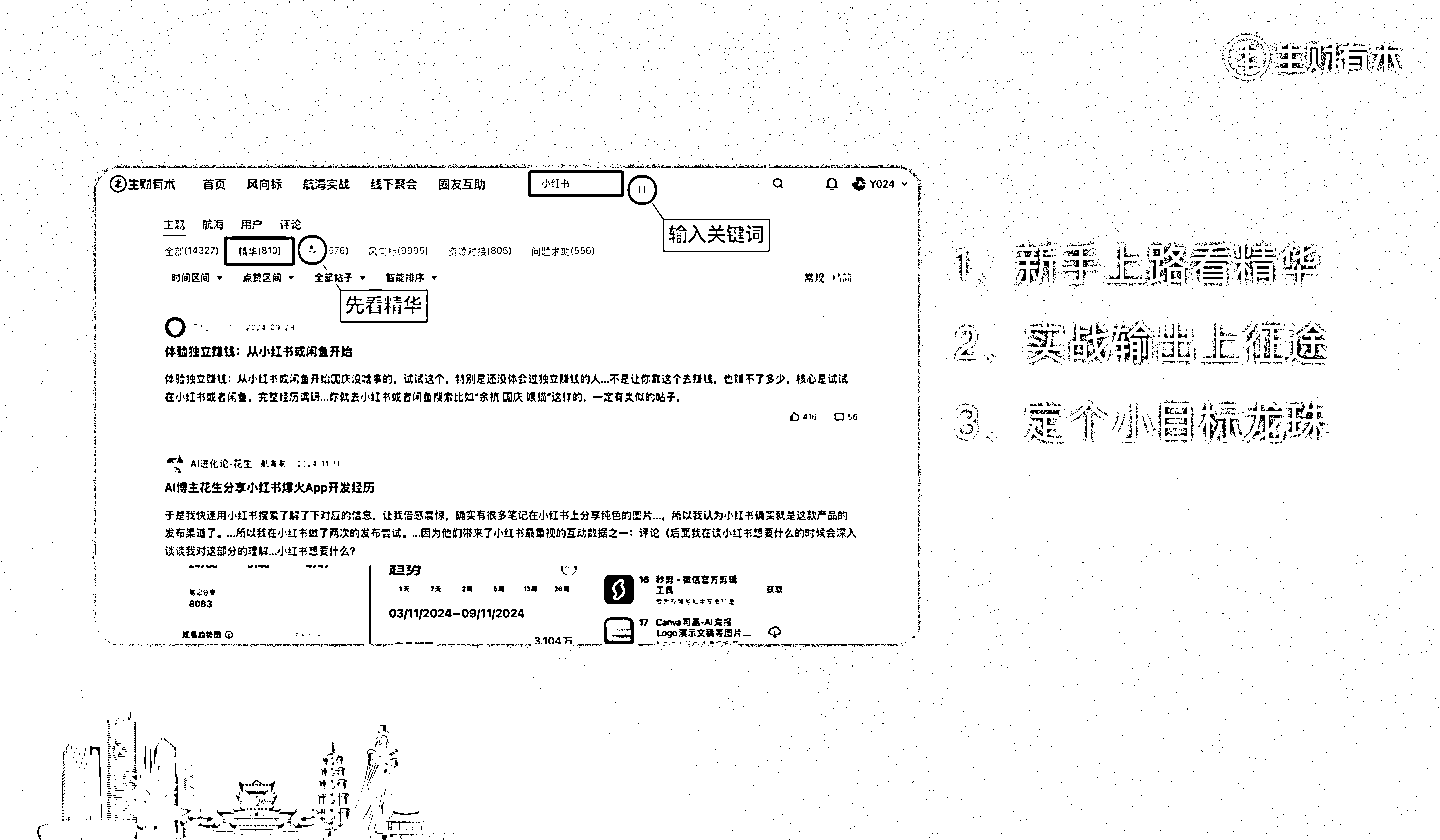 生财有术
生财有术 首页 风向标 航海实战 线下聚会 圈友互助 小红书 Y024
输入关键词
主题 航海 用户 评论
全部(14327) 精华(810) 风向标(9995) 资源对接(806) 问题求助(556)
时间区间 点赞区间 全部帖子 智能排序 常规
先看精华
体验独立赚钱：从小红书或闲鱼开始
体验独立赚钱：从小红书或闲鱼开始国庆没啥事的，试试这个，特别是还没体会过独立赚钱的人...不是让你靠这个去赚钱，也赚不了多少，核心是试试
在小红书或者闲鱼，完整经历调研...你就去小红书或者闲鱼搜索比如“余杭 国庆 喂猫”这样的，一定有类似的帖子。
416 56
AI进化论-花生
AI博主花生分享小红书爆火App开发经历
于是我快速用小红书搜索了解了下对应的信息，让我倍感震惊，确实有很多笔记在小红书上分享纯色的图片...，所以我认为小红书确实就是这款产品的
发布渠道了。...所以我在小红书做了两次的发布尝试。...因为他们带来了小红书最重视的互动数据之一：评论（后面我在谈小红书想要什么的时候会深入
谈谈我对这部分的理解...小红书想要什么？
趋势
8083
03/11/2024—09/11/2024
3.104万
16 秒剪 - 微信官方剪辑
工具
获取
17 Canva可画-AI海报
Logo演示文稿等图片...
1、新手上路看精华
2、实战输出上征途
3、定个小目标龙珠